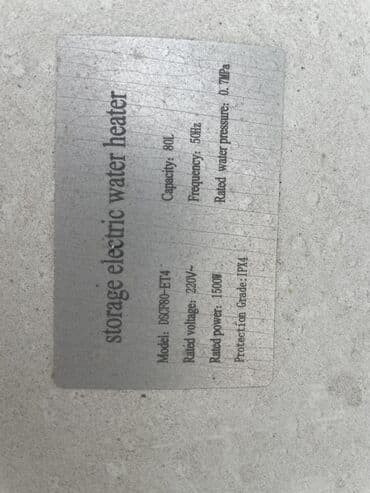 storage electric water heater
Model: DSCF80-ET4 Capacity: 80L
Rated voltage: 220V~ Frequency: 50Hz
Rated power: 1500W Rated water pressure: 0.7MPa
Protection Grade:IPX4